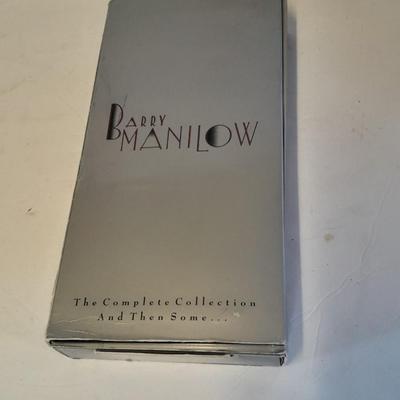 BARRY
MANILOW
The Complete Collection
And Then Some...